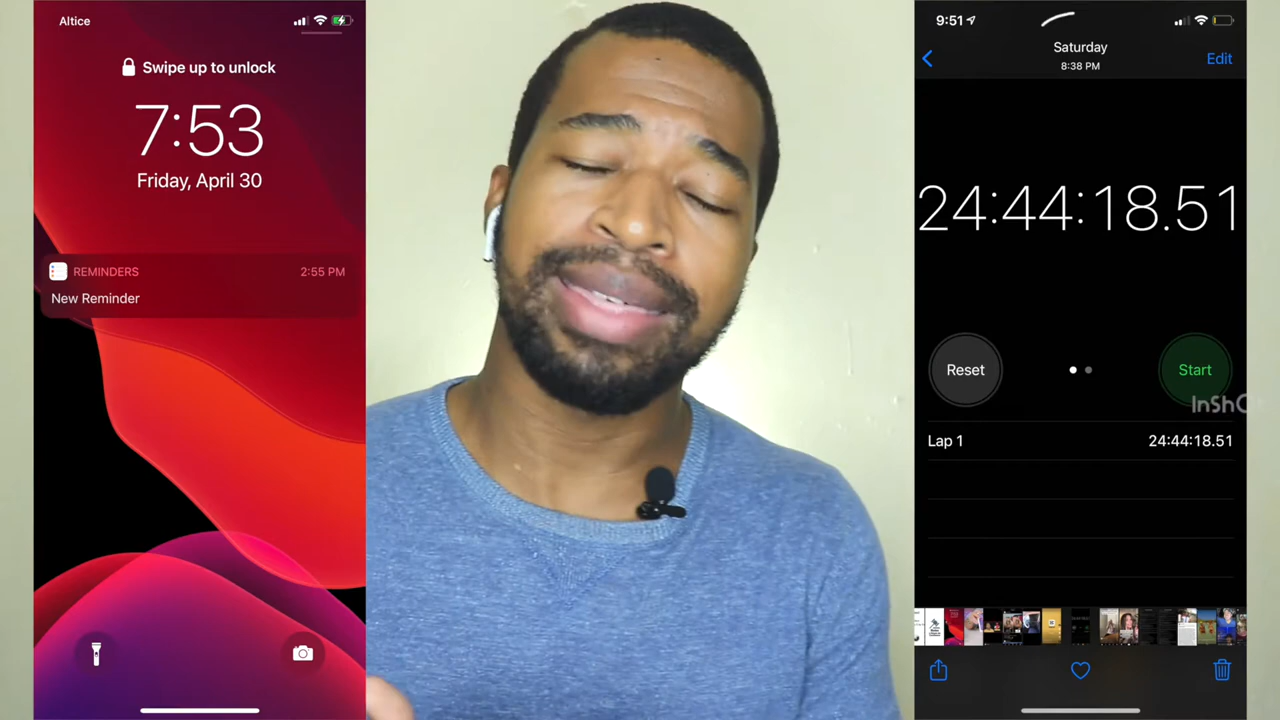 Altice
Swipe up to unlock
7:53
Friday, April 30
REMINDERS 2:55 PM
New Reminder
9:51
Saturday
8:38 PM
Edit
24:44:18.51
Reset
Start
Lap 1 24:44:18.51